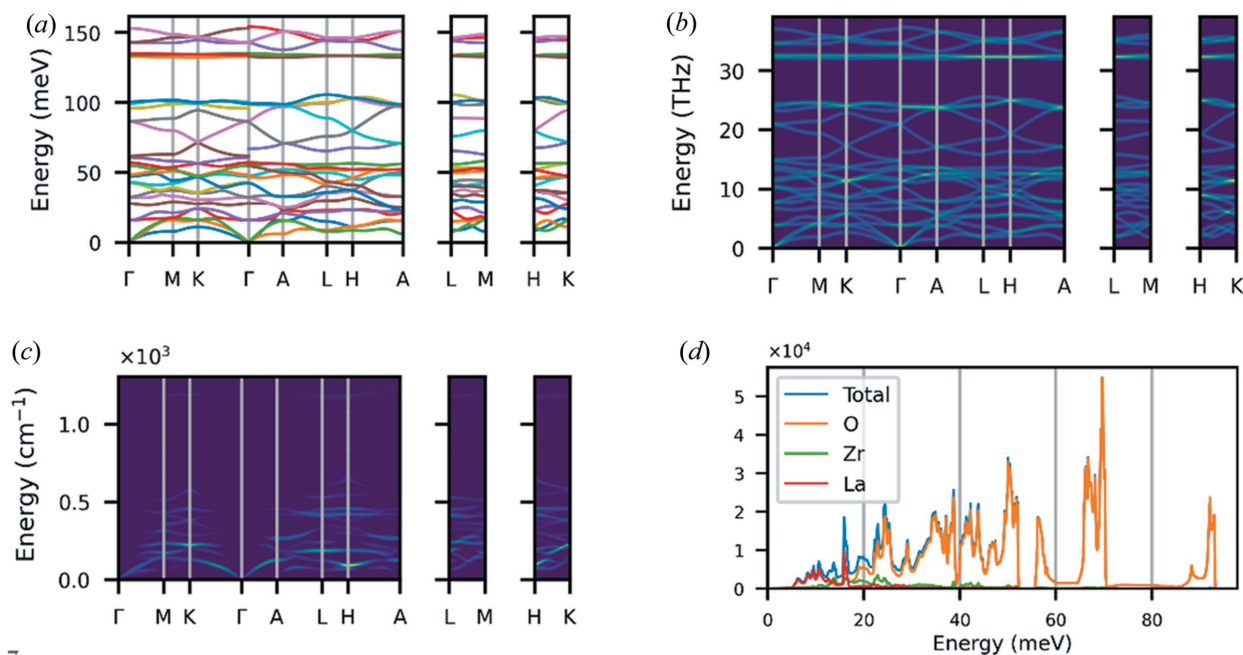 (a)
150
100
50
0
Energy (meV)
Γ M K Γ A L H A L M H K
(b)
30
20
10
0
Energy (THz)
Γ M K Γ A L H A L M H K
(c)
×10³
1.0
0.5
0.0
Energy (cm⁻¹)
Γ M K Γ A L H A L M H K
(d)
×10⁴
5
4
3
2
1
0
Total
O
Zr
La
0 20 40 60 80
Energy (meV)